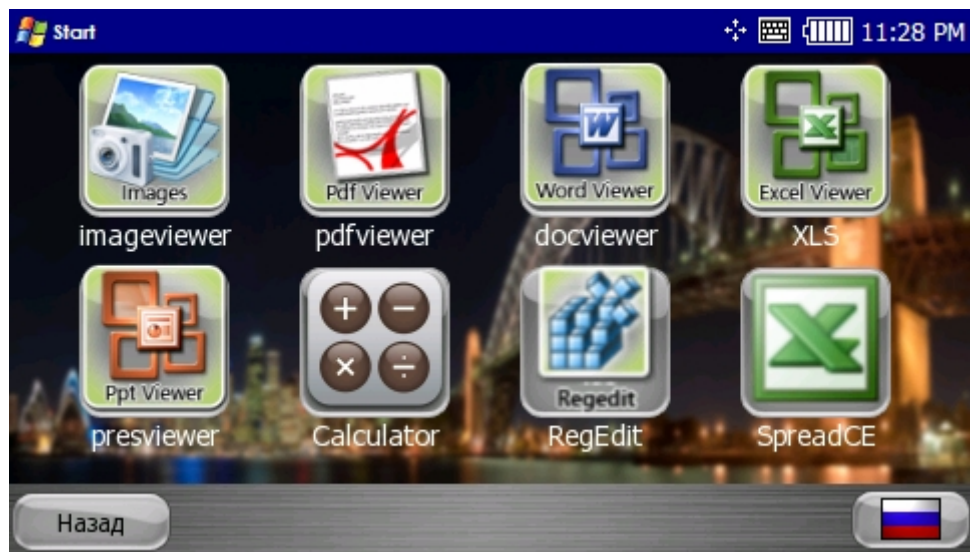 Start 11:28 PM
Images Pdf Viewer Word Viewer Excel Viewer
imageviewer pdfviewer docviewer XLS
Ppt Viewer Regedit
presviewer Calculator RegEdit SpreadCE
Назад